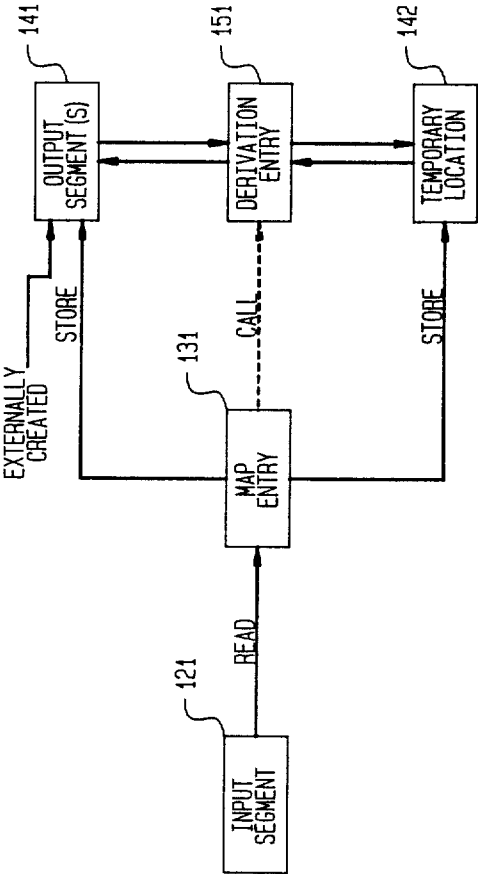 121
INPUT
SEGMENT
READ
131
MAP
ENTRY
EXTERNALLY
CREATED
STORE
CALL
STORE
141
OUTPUT
SEGMENT(S)
151
DERIVATION
ENTRY
142
TEMPORARY
LOCATION